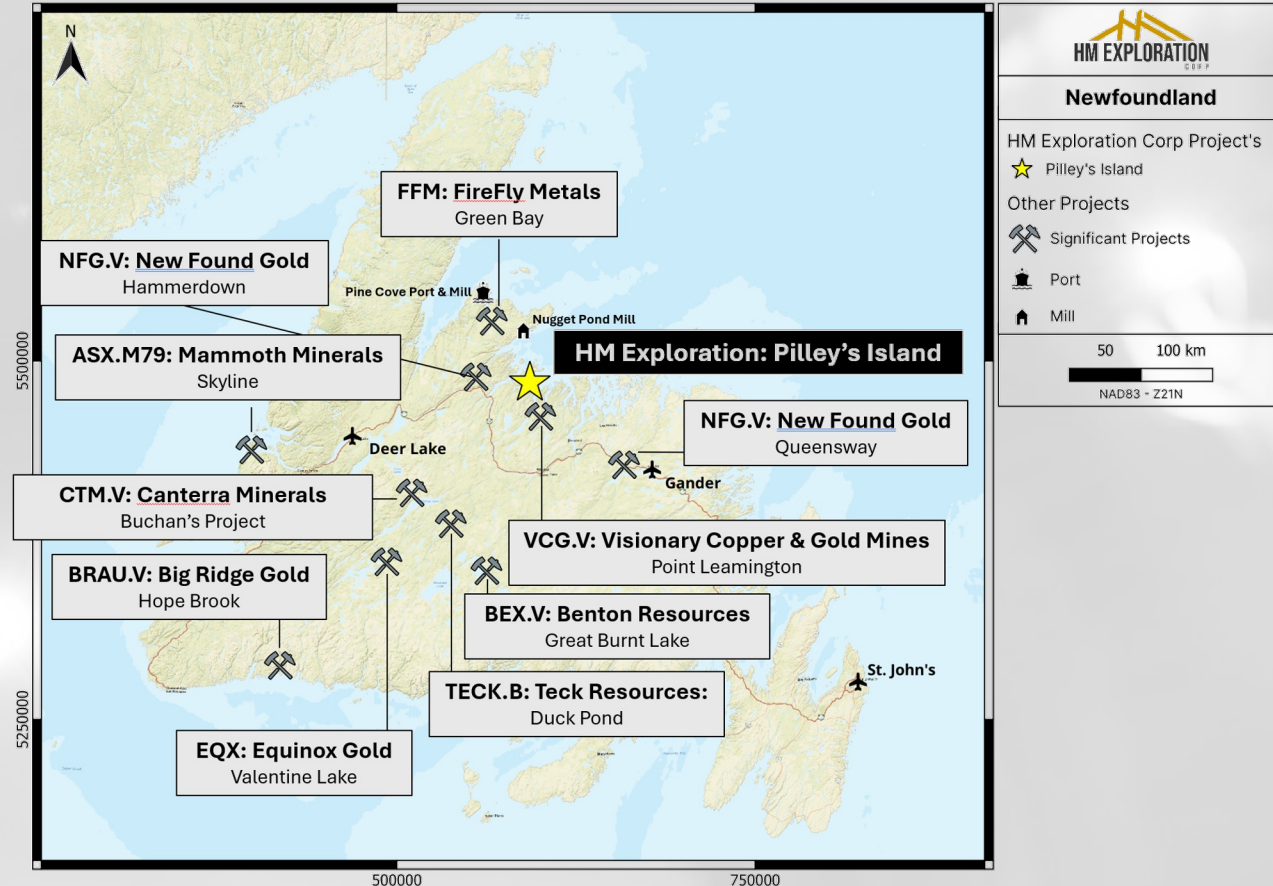 N
HM EXPLORATION
CORP
Newfoundland
HM Exploration Corp Project's
Pilley's Island
Other Projects
Significant Projects
Port
Mill
50 100 km
NAD83 - Z21N
FFM: FireFly Metals
Green Bay
NFG.V: New Found Gold
Hammerdown
Pine Cove Port & Mill
Nugget Pond Mill
HM Exploration: Pilley's Island
ASX.M79: Mammoth Minerals
Skyline
NFG.V: New Found Gold
Queensway
Deer Lake
Gander
CTM.V: Canterra Minerals
Buchan's Project
VCG.V: Visionary Copper & Gold Mines
Point Leamington
BRAU.V: Big Ridge Gold
Hope Brook
BEX.V: Benton Resources
Great Burnt Lake
St. John's
TECK.B: Teck Resources:
Duck Pond
EQX: Equinox Gold
Valentine Lake
5500000
5250000
500000
750000